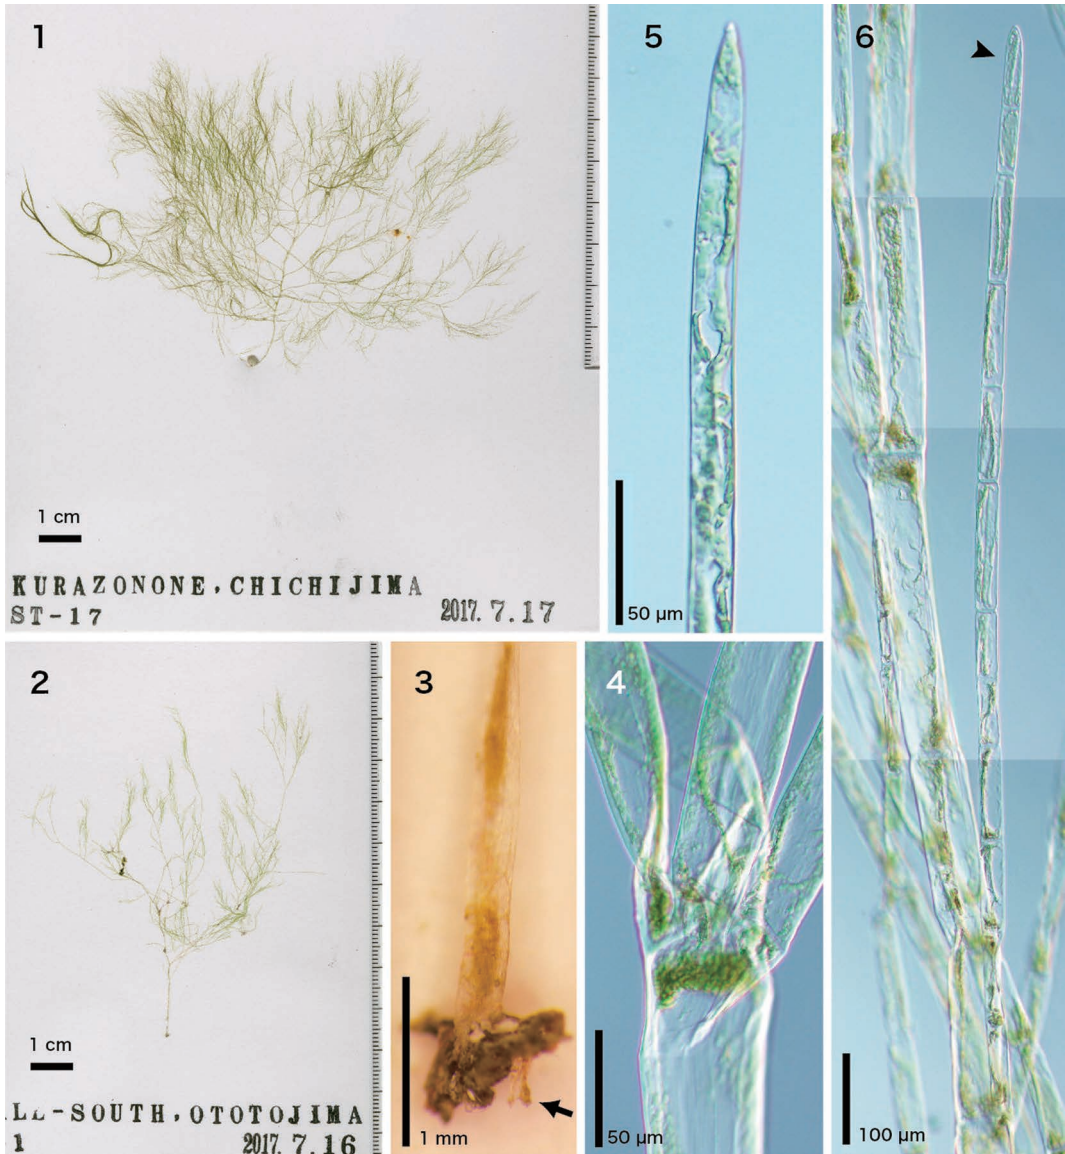 1
1 cm
KURAZONONE, CHICHIJIMA
ST-17
2017. 7.17
5
50 µm
6
100 µm
2
1 cm
-SOUTH, OTOTOJIMA
1
2017. 7.16
3
1 mm
4
50 µm